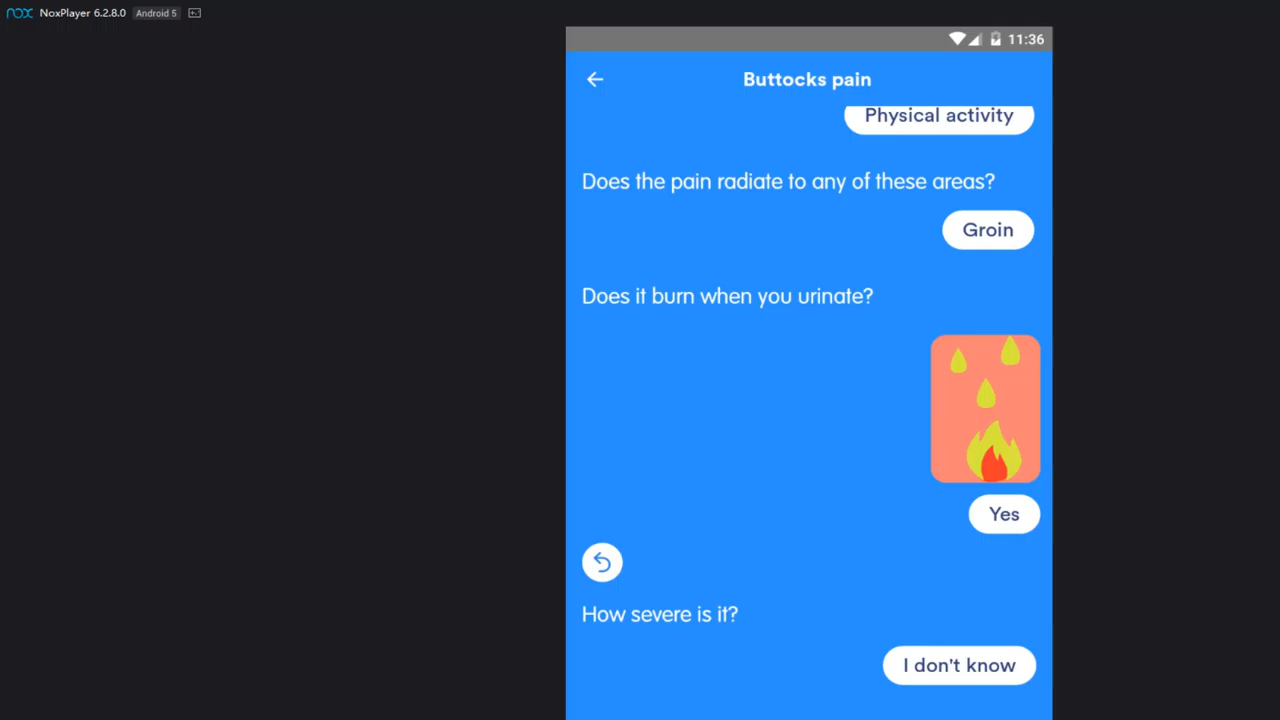 nox NoxPlayer 6.2.8.0 Android 5
11:36
Buttocks pain
Physical activity
Does the pain radiate to any of these areas?
Groin
Does it burn when you urinate?
Yes
How severe is it?
I don't know